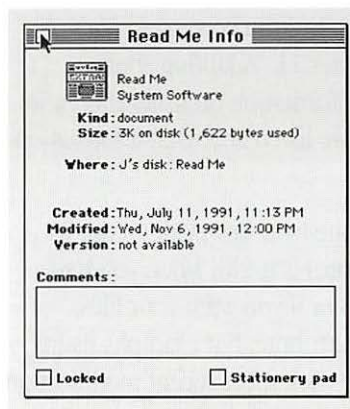 Read Me Info
EXTRA!
Read Me
System Software
Kind: document
Size: 3K on disk (1,622 bytes used)
Where: J's disk: Read Me
Created: Thu, July 11, 1991, 11:13 PM
Modified: Wed, Nov 6, 1991, 12:00 PM
Version: not available
Comments:
Locked Stationery pad